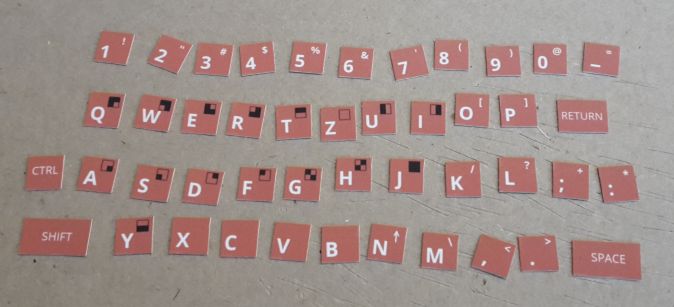 1 ! 2 " 3 # 4 $ 5 % 6 & 7 ' 8 ( 9 ) 0 @ _ =
Q W E R T Z U I O [ P ] RETURN
CTRL A S D F G H J K / L ? ; + : *
SHIFT Y X C V B N ↑ M \ , < . > SPACE